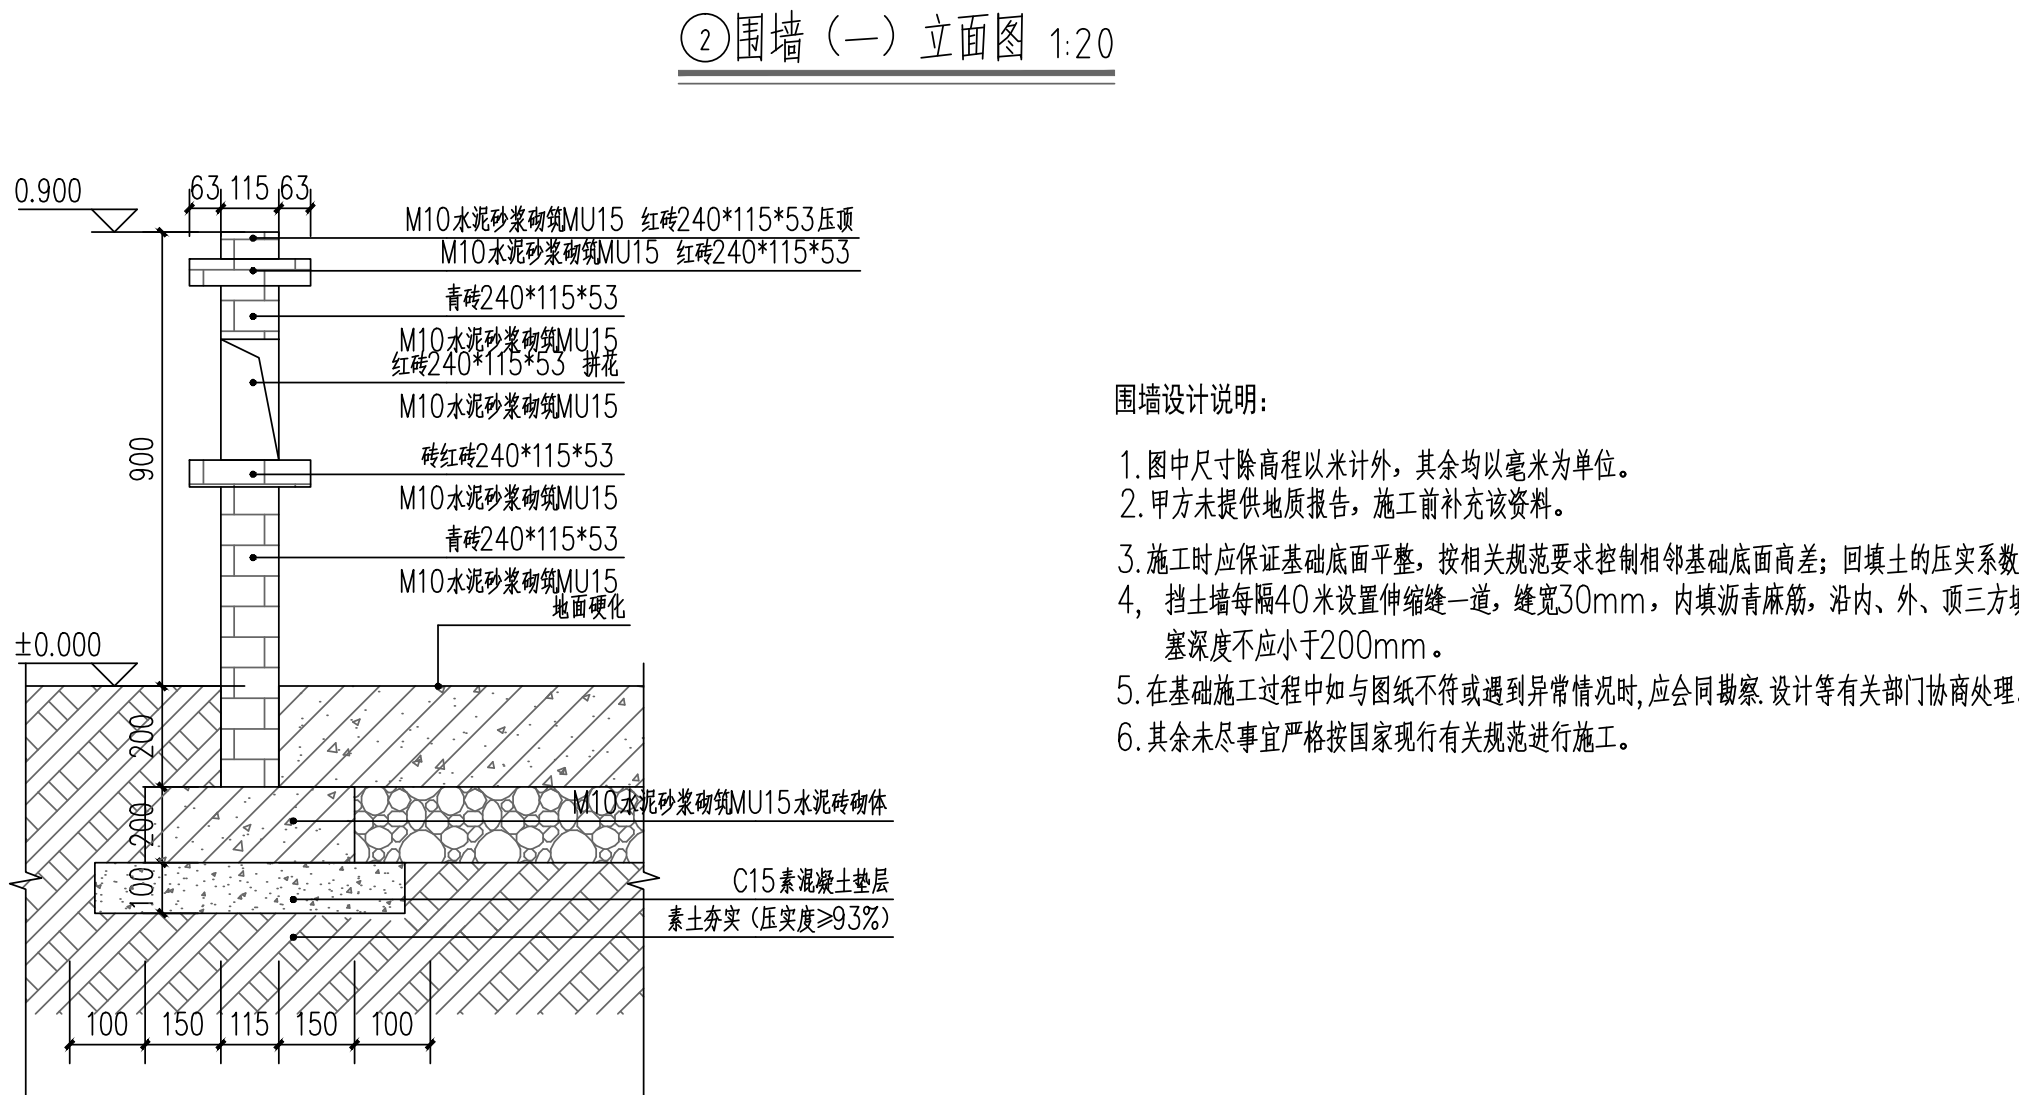 2 围墙（一）立面图 1:20
0.900
63 115 63
M10水泥砂浆砌筑MU15 红砖240*115*53压顶
M10水泥砂浆砌筑MU15 红砖240*115*53
青砖240*115*53
M10水泥砂浆砌筑MU15
红砖240*115*53 拼花
M10水泥砂浆砌筑MU15
900
砖红砖240*115*53
M10水泥砂浆砌筑MU15
青砖240*115*53
M10水泥砂浆砌筑MU15
地面硬化
±0.000
200
200
M10水泥砂浆砌筑MU15水泥砖砌体
100
C15素混凝土垫层
素土夯实（压实度≥93%）
100 150 115 150 100
围墙设计说明：
1.图中尺寸除高程以米计外，其余均以毫米为单位。
2.甲方未提供地质报告，施工前补充该资料。
3.施工时应保证基础底面平整，按相关规范要求控制相邻基础底面高差；回填土的压实系数
4, 挡土墙每隔40米设置伸缩缝一道，缝宽30mm，内填沥青麻筋，沿内、外、顶三方填
塞深度不应小于200mm。
5.在基础施工过程中如与图纸不符或遇到异常情况时,应会同勘察.设计等有关部门协商处理.
6.其余未尽事宜严格按国家现行有关规范进行施工。